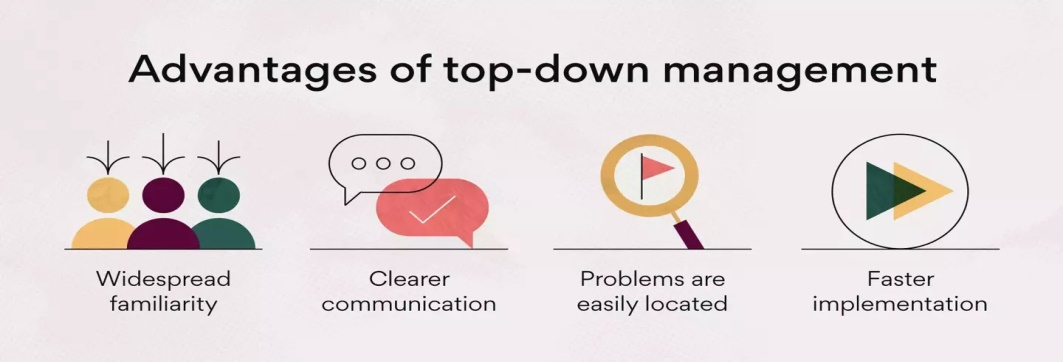 Advantages of top-down management
Widespread
familiarity
Clearer
communication
Problems are
easily located
Faster
implementation